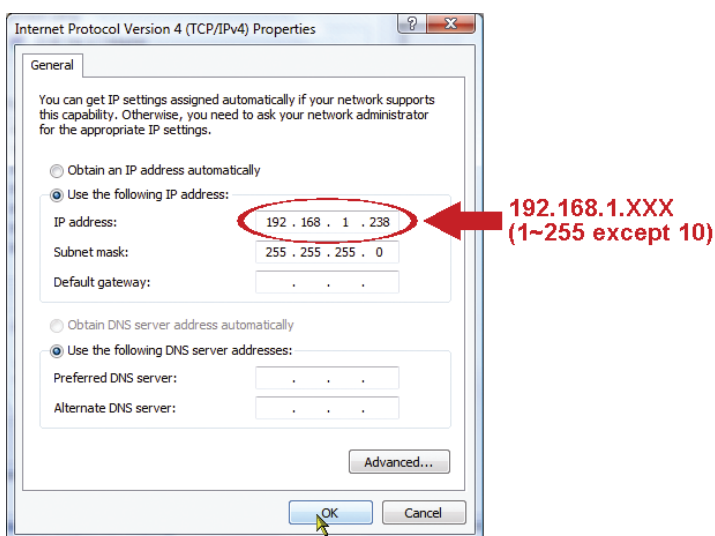 Internet Protocol Version 4 (TCP/IPv4) Properties
General
You can get IP settings assigned automatically if your network supports
this capability. Otherwise, you need to ask your network administrator
for the appropriate IP settings.
Obtain an IP address automatically
Use the following IP address:
IP address: 192 . 168 . 1 . 238
Subnet mask: 255 . 255 . 255 . 0
Default gateway: . . .
192.168.1.XXX
(1~255 except 10)
Obtain DNS server address automatically
Use the following DNS server addresses:
Preferred DNS server: . . .
Alternate DNS server: . . .
Advanced...
OK Cancel